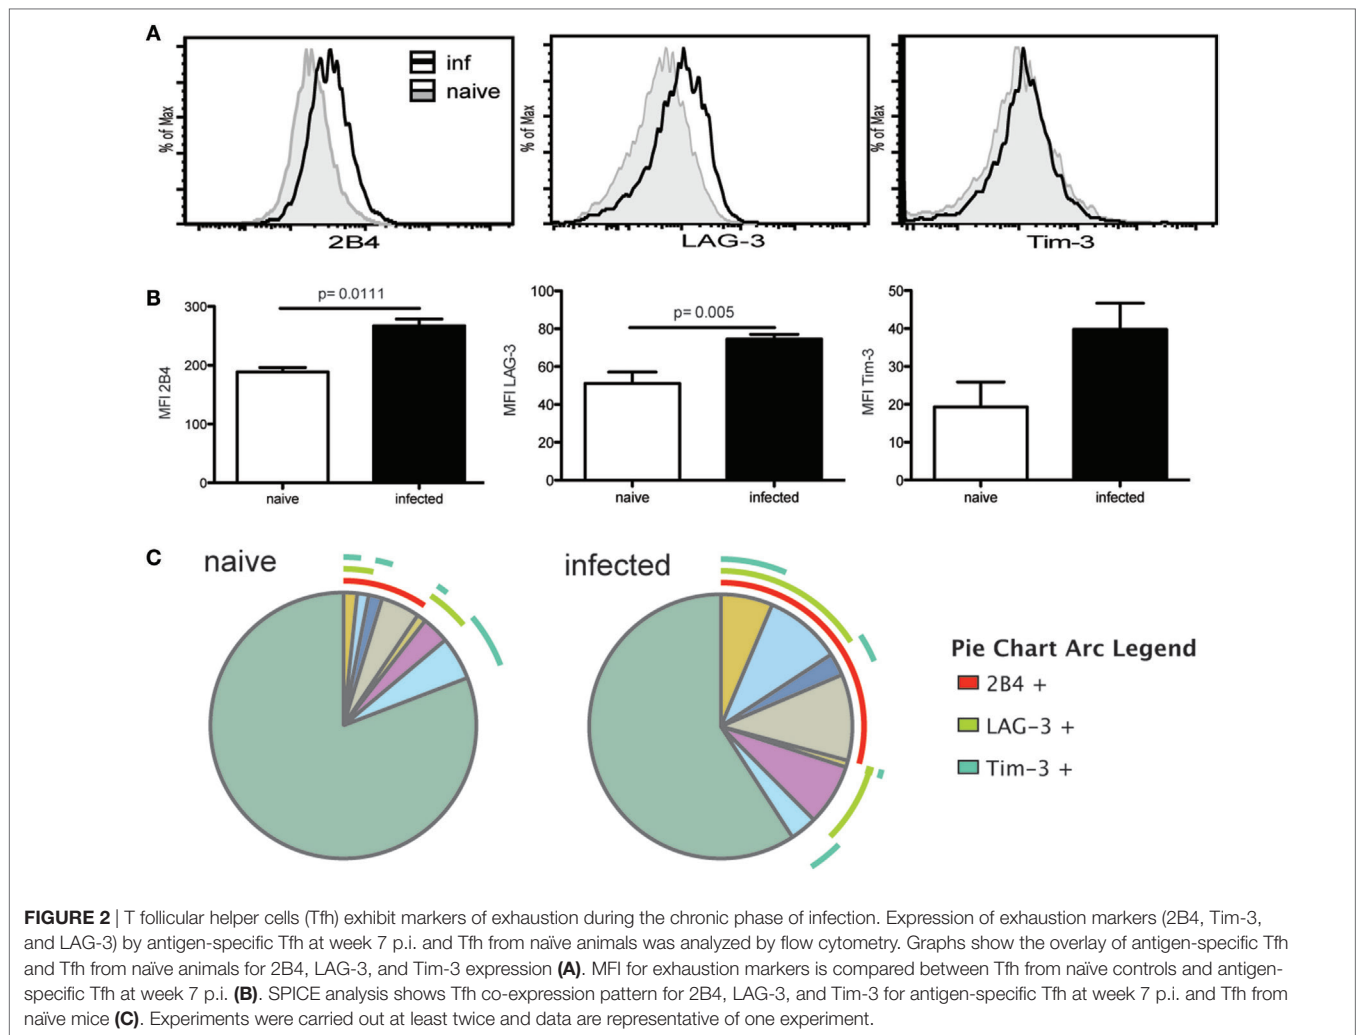 A
inf
naive
% of Max
2B4
% of Max
LAG-3
% of Max
Tim-3
B
p= 0.0111
300
200
100
0
MFI 2B4
naive
infected
p= 0.005
100
80
60
40
20
0
MFI LAG-3
naive
infected
50
40
30
20
10
0
MFI Tim-3
naive
infected
C
naive
infected
Pie Chart Arc Legend
2B4 +
LAG-3 +
Tim-3 +
FIGURE 2 | T follicular helper cells (Tfh) exhibit markers of exhaustion during the chronic phase of infection. Expression of exhaustion markers (2B4, Tim-3,
and LAG-3) by antigen-specific Tfh at week 7 p.i. and Tfh from naïve animals was analyzed by flow cytometry. Graphs show the overlay of antigen-specific Tfh
and Tfh from naïve animals for 2B4, LAG-3, and Tim-3 expression (A). MFI for exhaustion markers is compared between Tfh from naïve controls and antigen-
specific Tfh at week 7 p.i. (B). SPICE analysis shows Tfh co-expression pattern for 2B4, LAG-3, and Tim-3 for antigen-specific Tfh at week 7 p.i. and Tfh from
naïve mice (C). Experiments were carried out at least twice and data are representative of one experiment.